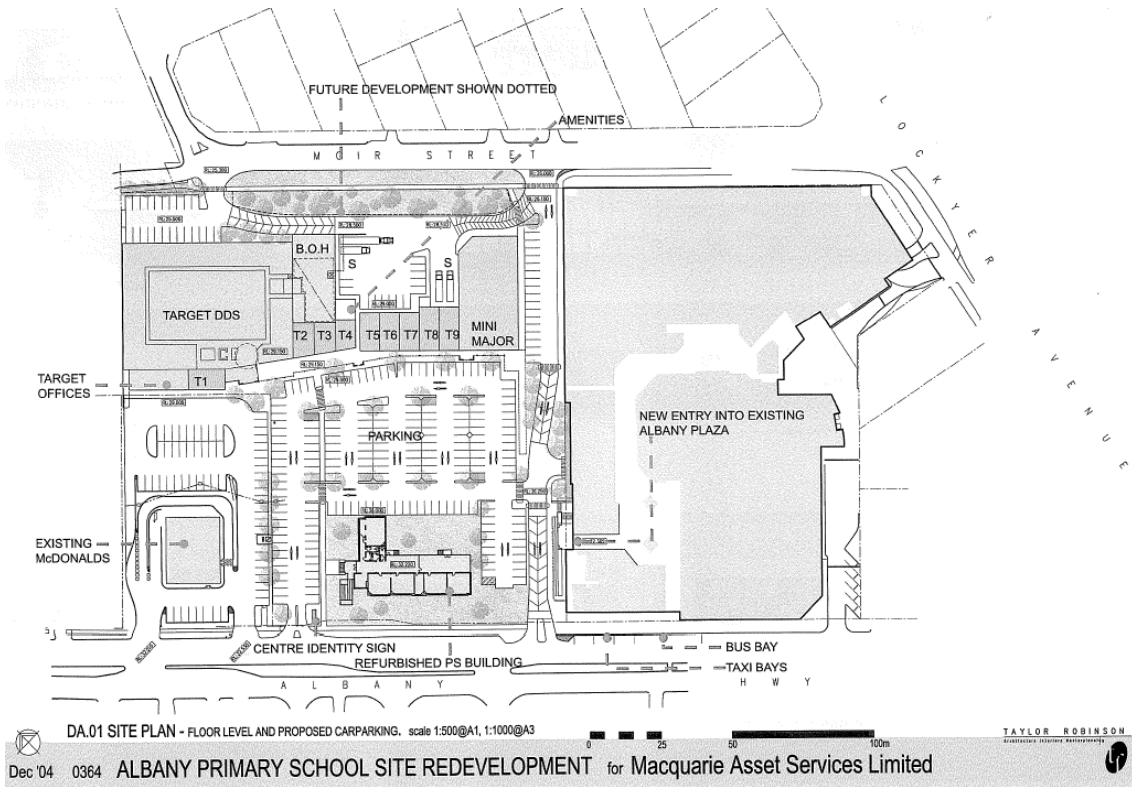 FUTURE DEVELOPMENT SHOWN DOTTED
AMENITIES
MOIR STREET
LOCKYER AVENUE
B.O.H
S
S
TARGET DDS
T2
T3
T4
T5
T6
T7
T8
T9
MINI
MAJOR
T1
TARGET
OFFICES
PARKING
NEW ENTRY INTO EXISTING
ALBANY PLAZA
EXISTING
McDONALDS
CENTRE IDENTITY SIGN
REFURBISHED PS BUILDING
BUS BAY
TAXI BAYS
ALBANY HWY
DA.01 SITE PLAN - FLOOR LEVEL AND PROPOSED CARPARKING. scale 1:500@A1, 1:1000@A3
0 25 50 100m
TAYLOR ROBINSON
Architecture Interiors Masterplanning
Dec '04 0364 ALBANY PRIMARY SCHOOL SITE REDEVELOPMENT for Macquarie Asset Services Limited